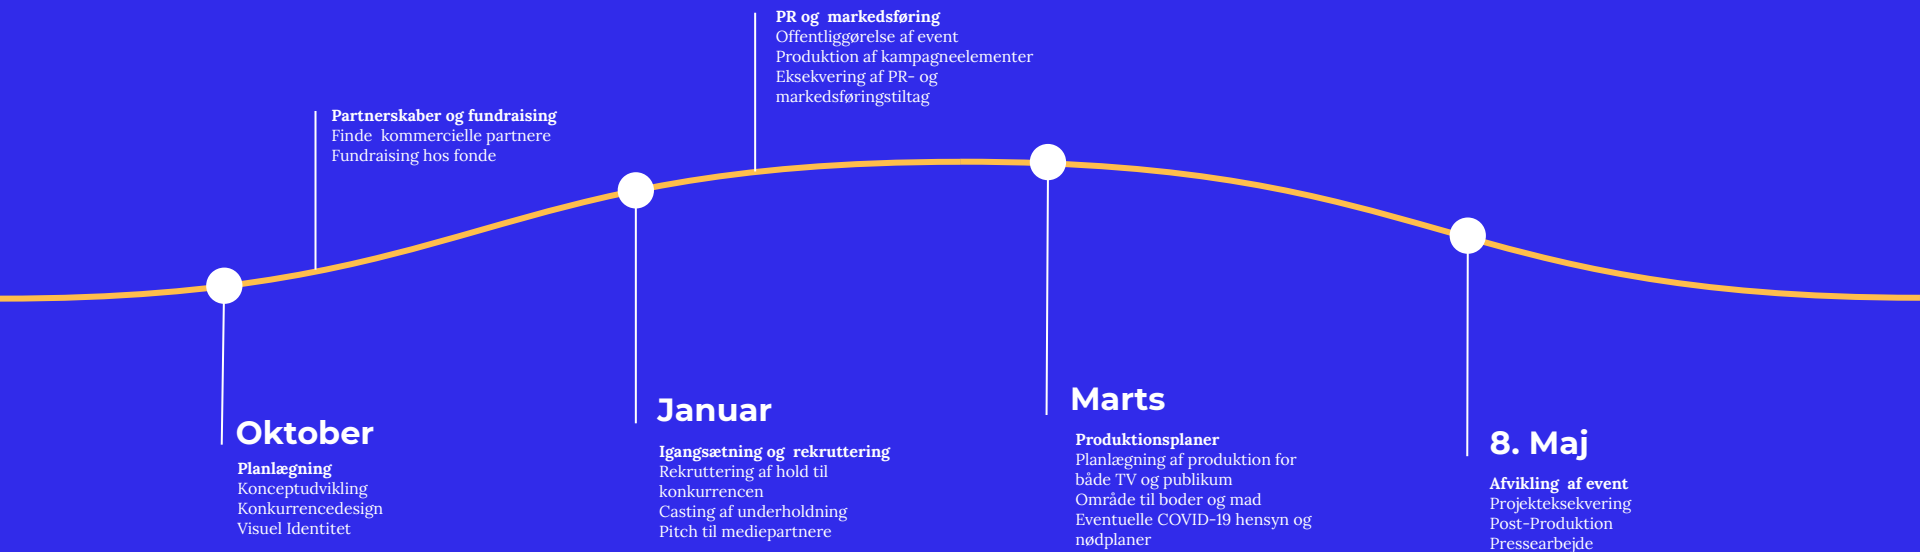 PR og  markedsføring
Offentliggørelse af event
Produktion af kampagneelementer
Eksekvering af PR- og
markedsføringstiltag
Partnerskaber og fundraising
Finde  kommercielle partnere
Fundraising hos fonde
Oktober
Planlægning
Konceptudvikling
Konkurrencedesign
Visuel Identitet
Januar
Igangsætning og  rekruttering
Rekruttering af hold til
konkurrencen
Casting af underholdning
Pitch til mediepartnere
Marts
Produktionsplaner
Planlægning af produktion for
både TV og publikum
Område til boder og mad
Eventuelle COVID-19 hensyn og
nødplaner
8. Maj
Afvikling  af event
Projekteksekvering
Post-Produktion
Pressearbejde